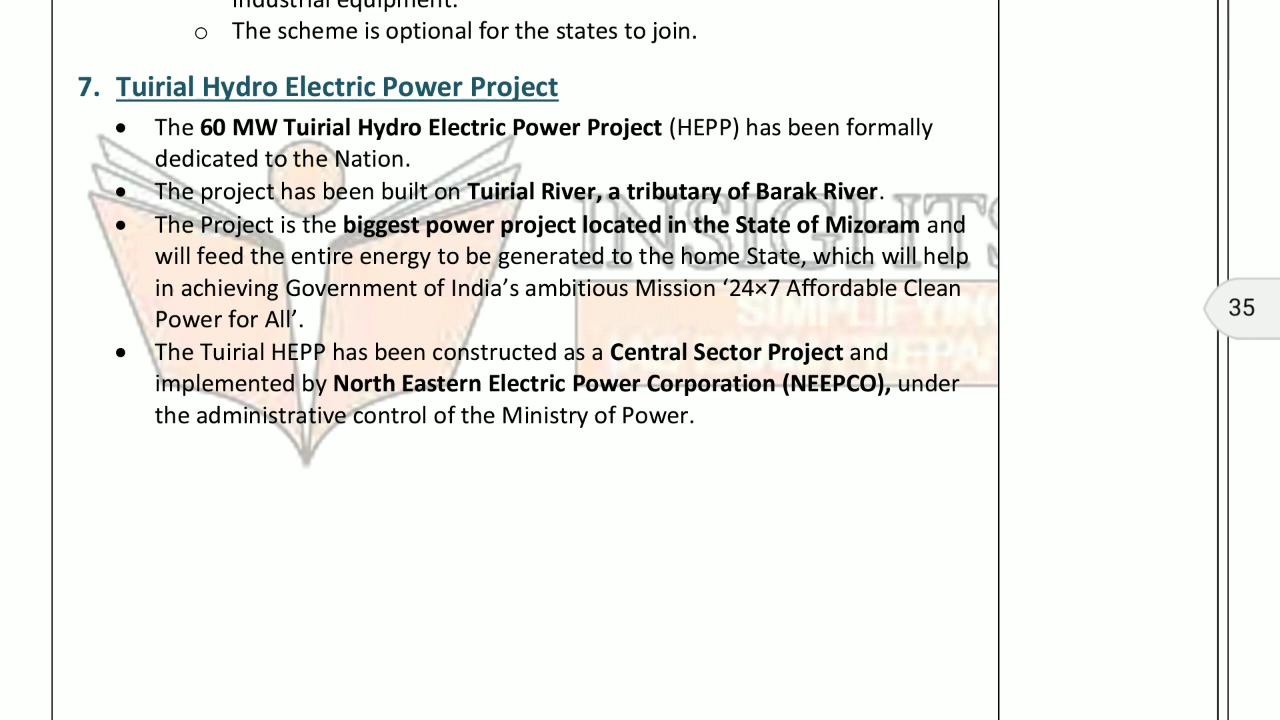 industrial equipment.
o The scheme is optional for the states to join.
7. Tuirial Hydro Electric Power Project
• The 60 MW Tuirial Hydro Electric Power Project (HEPP) has been formally
dedicated to the Nation.
• The project has been built on Tuirial River, a tributary of Barak River.
• The Project is the biggest power project located in the State of Mizoram and
will feed the entire energy to be generated to the home State, which will help
in achieving Government of India’s ambitious Mission ‘24×7 Affordable Clean
Power for All’.
• The Tuirial HEPP has been constructed as a Central Sector Project and
implemented by North Eastern Electric Power Corporation (NEEPCO), under
the administrative control of the Ministry of Power.
INSIGHTS
SIMPLIFYING
35